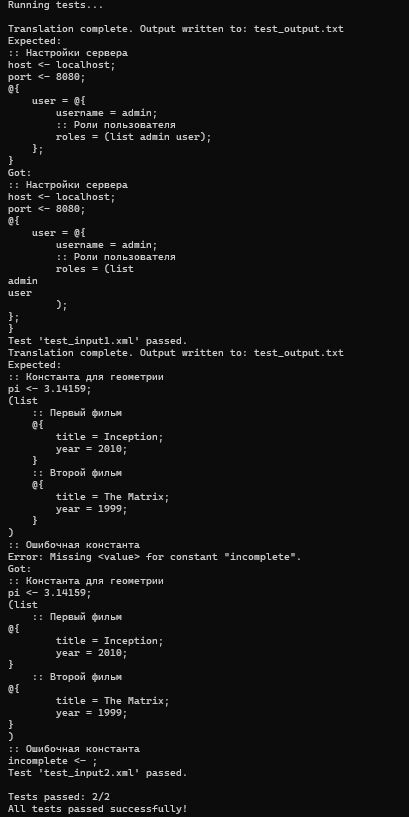 Running tests...

Translation complete. Output written to: test_output.txt
Expected:
:: Настройки сервера
host <- localhost;
port <- 8080;
@{
    user = @{
        username = admin;
        :: Роли пользователя
        roles = (list admin user);
    };
}
Got:
:: Настройки сервера
host <- localhost;
port <- 8080;
@{
    user = @{
        username = admin;
        :: Роли пользователя
        roles = (list
admin
user
        );
};
}
Test 'test_input1.xml' passed.
Translation complete. Output written to: test_output.txt
Expected:
:: Константа для геометрии
pi <- 3.14159;
(list
    :: Первый фильм
    @{
        title = Inception;
        year = 2010;
    }
    :: Второй фильм
    @{
        title = The Matrix;
        year = 1999;
    }
)
:: Ошибочная константа
Error: Missing <value> for constant "incomplete".
Got:
:: Константа для геометрии
pi <- 3.14159;
(list
    :: Первый фильм
@{
        title = Inception;
        year = 2010;
}
    :: Второй фильм
@{
        title = The Matrix;
        year = 1999;
}
)
:: Ошибочная константа
incomplete <- ;
Test 'test_input2.xml' passed.

Tests passed: 2/2
All tests passed successfully!